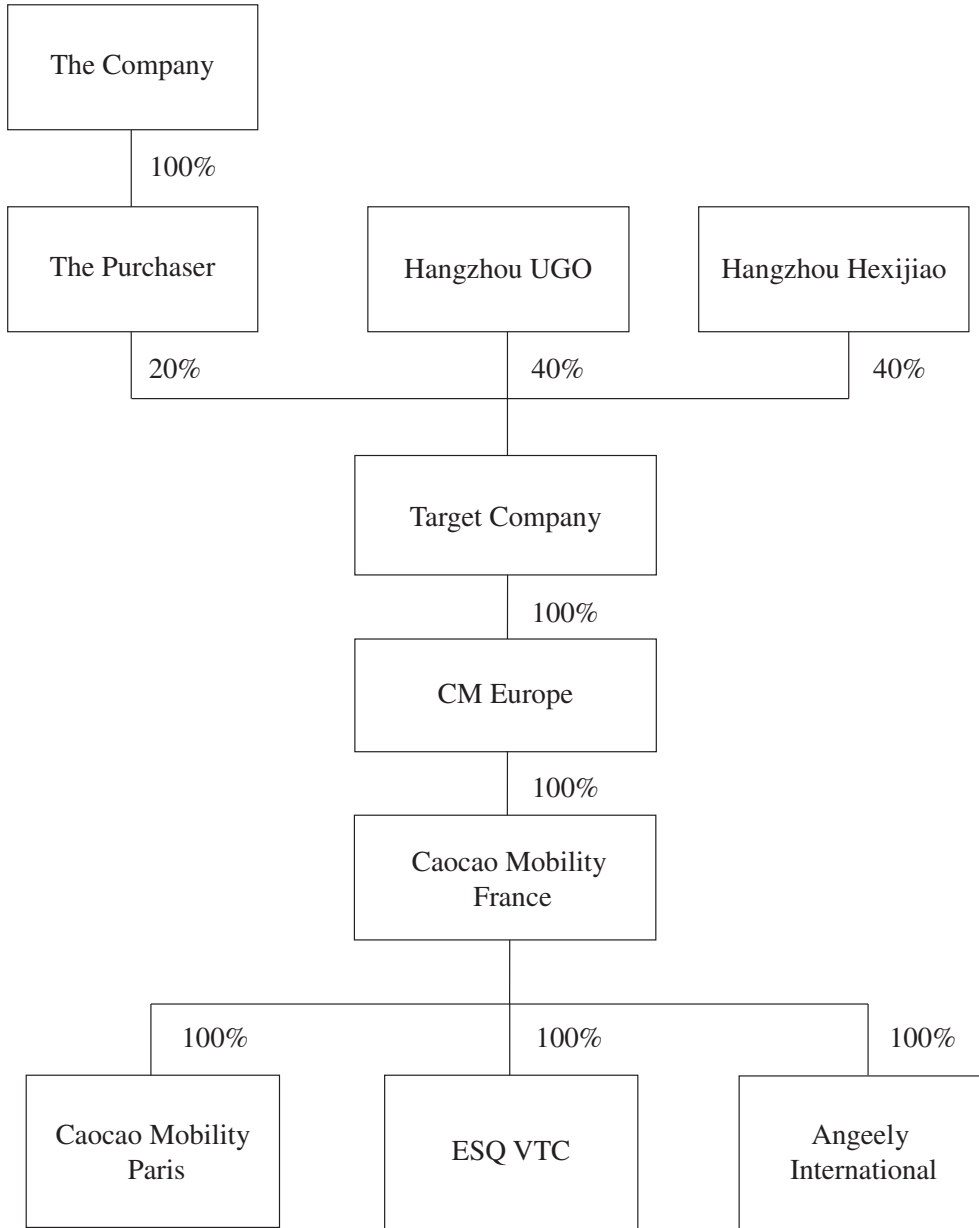 The Company
100%
The Purchaser
Hangzhou UGO
Hangzhou Hexijiao
20%
40%
40%
Target Company
100%
CM Europe
100%
Caocao Mobility
France
100%
100%
100%
Caocao Mobility
Paris
ESQ VTC
Angeely
International